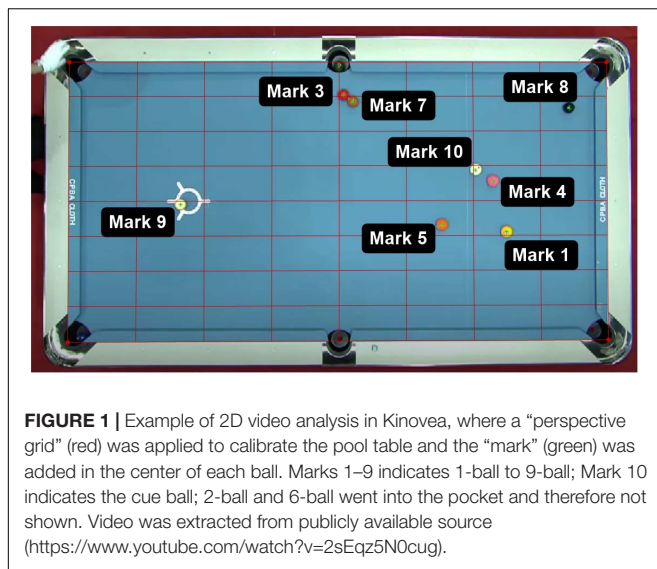 Mark 3
Mark 7
Mark 8
Mark 10
Mark 4
Mark 9
Mark 5
Mark 1
CPBA CLOTH
CPBA CLOTH
FIGURE 1 | Example of 2D video analysis in Kinovea, where a “perspective
grid” (red) was applied to calibrate the pool table and the “mark” (green) was
added in the center of each ball. Marks 1–9 indicates 1-ball to 9-ball; Mark 10
indicates the cue ball; 2-ball and 6-ball went into the pocket and therefore not
shown. Video was extracted from publicly available source
(https://www.youtube.com/watch?v=2sEqz5N0cug).